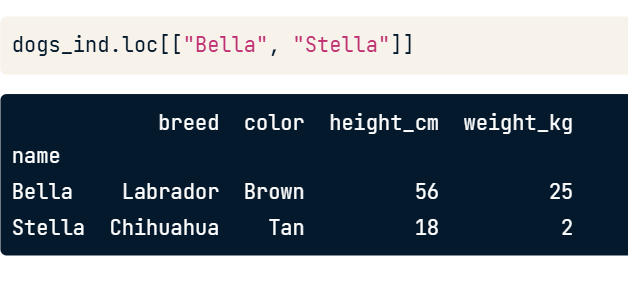 dogs_ind.loc[["Bella", "Stella"]]
breed color height_cm weight_kg
name
Bella Labrador Brown 56 25
Stella Chihuahua Tan 18 2